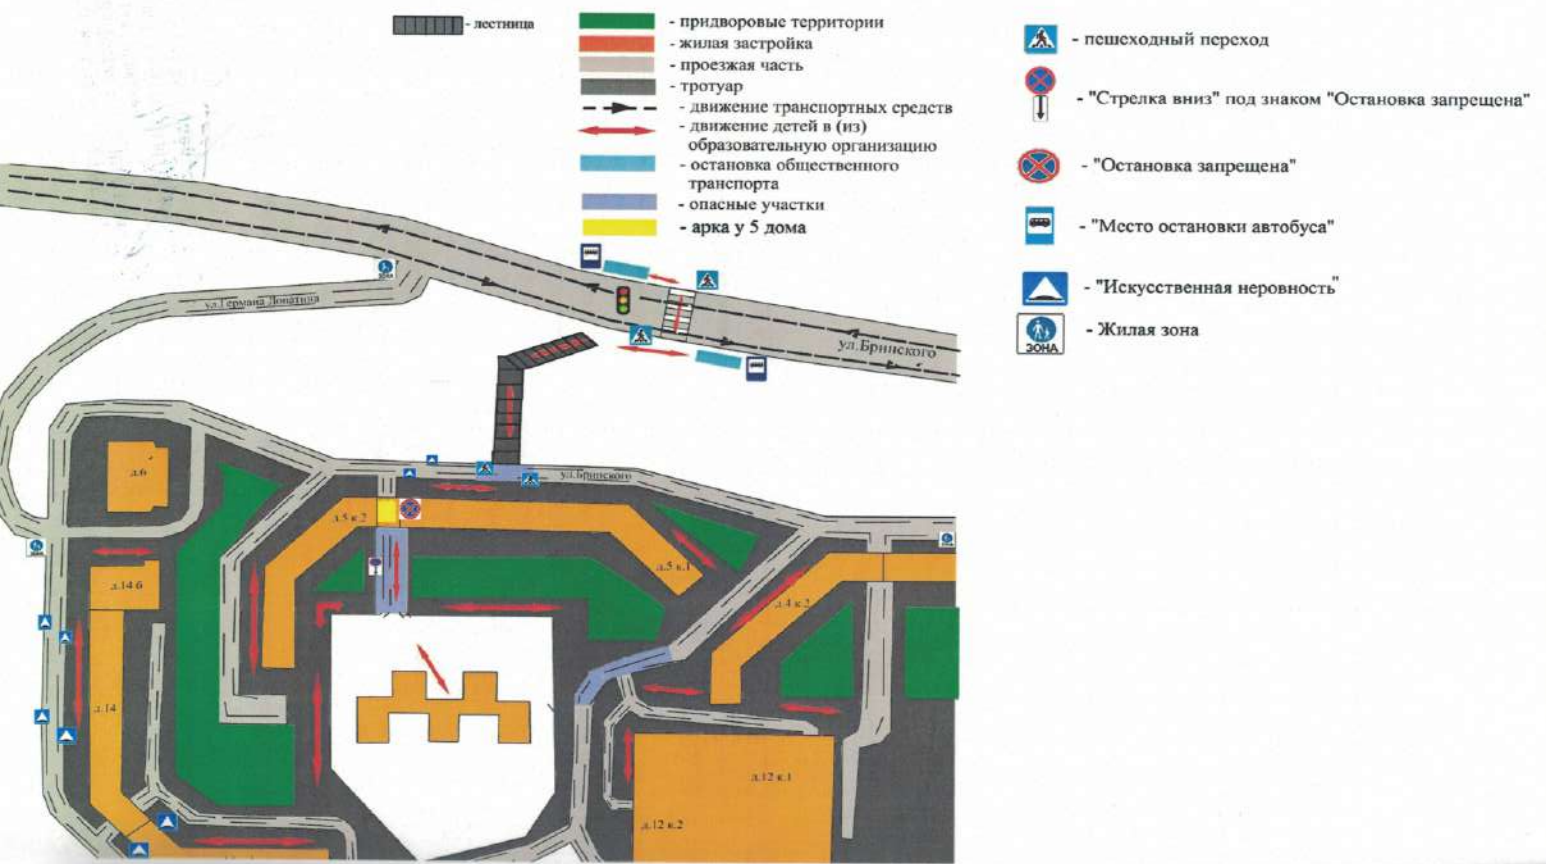 - лестница
- придворовые территории
- жилая застройка
- проезжая часть
- тротуар
- движение транспортных средств
- движение детей в (из)
образовательную организацию
- остановка общественного
транспорта
- опасные участки
- арка у 5 дома
- пешеходный переход
- "Стрелка вниз" под знаком "Остановка запрещена"
- "Остановка запрещена"
- "Место остановки автобуса"
- "Искусственная неровность"
ЗОНА
- Жилая зона
ул.Германа Лопатина
ул.Бринского
ул.Бринского
д.6
д.5 к.2
д.5 к.1
д.14 б
д.4 к.2
д.14
д.12 к.1
д.12 к.2